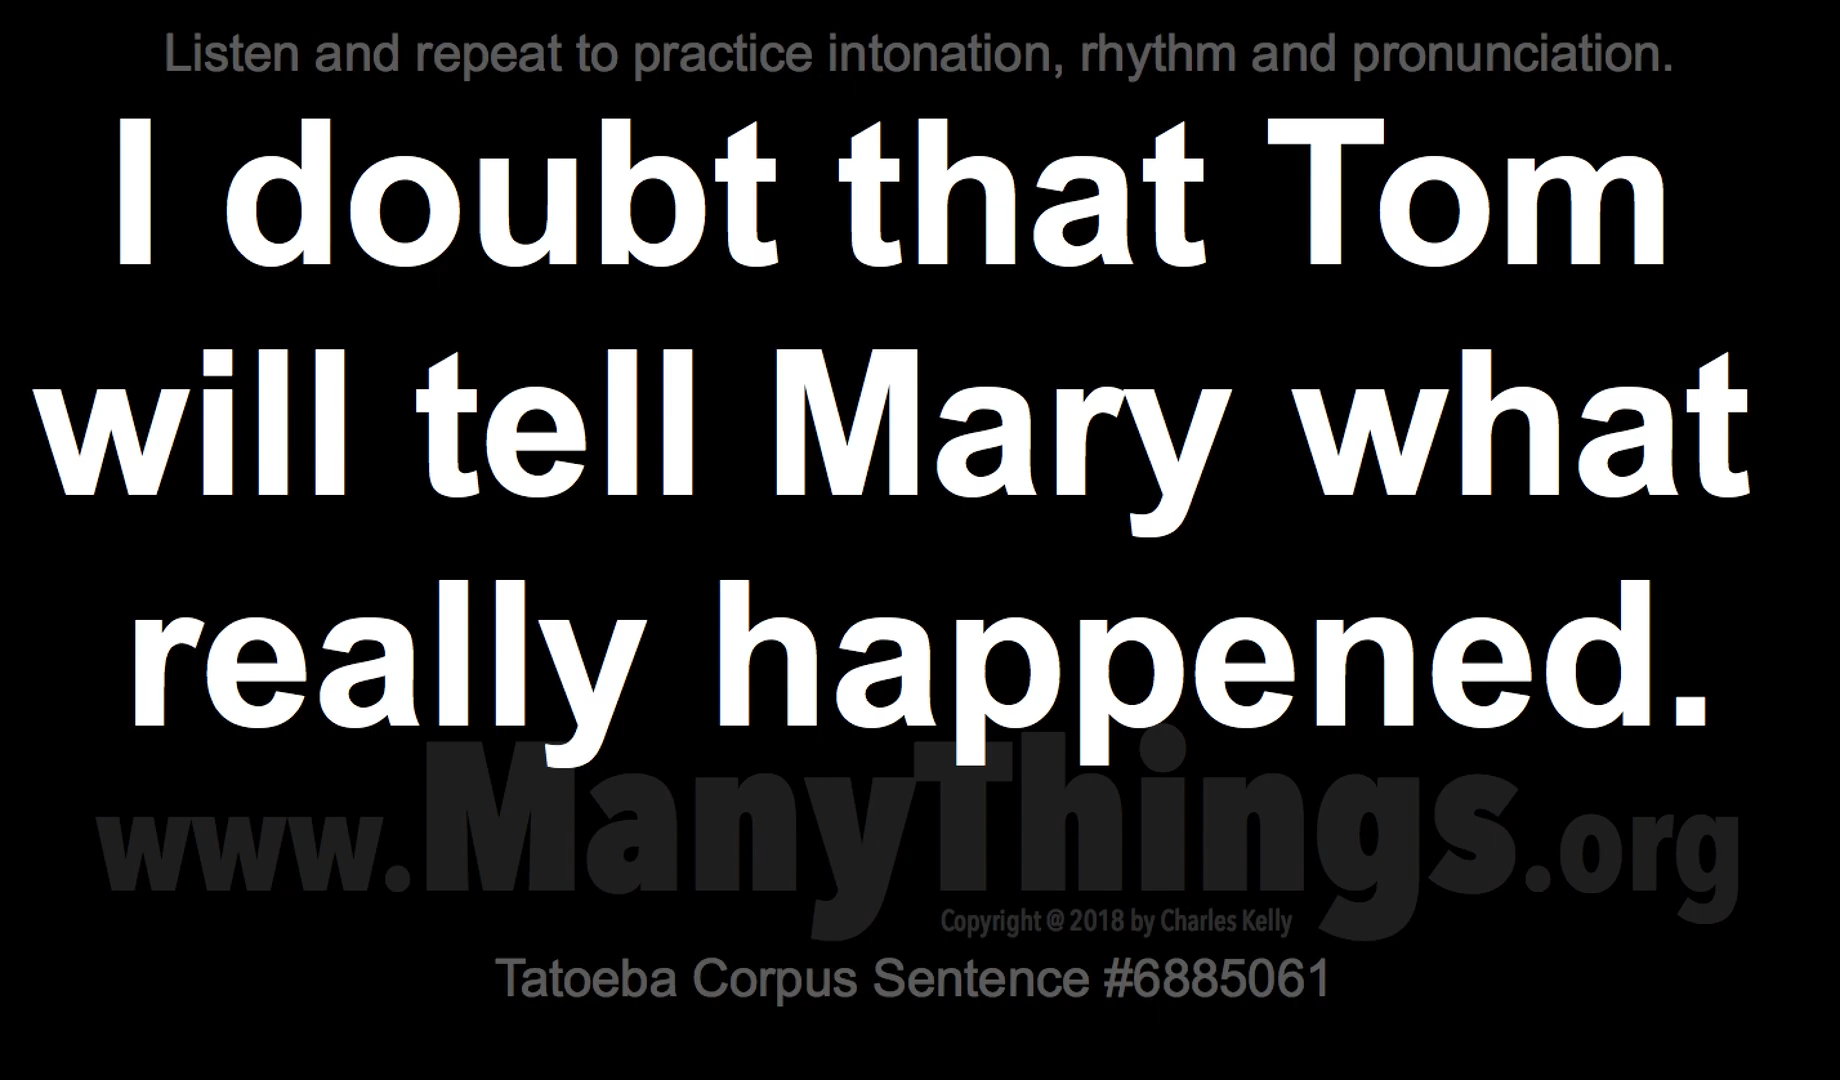 Listen and repeat to practice intonation, rhythm and pronunciation.
I doubt that Tom
will tell Mary what
really happened.
www.ManyThings.org
Copyright @ 2018 by Charles Kelly
Tatoeba Corpus Sentence #6885061